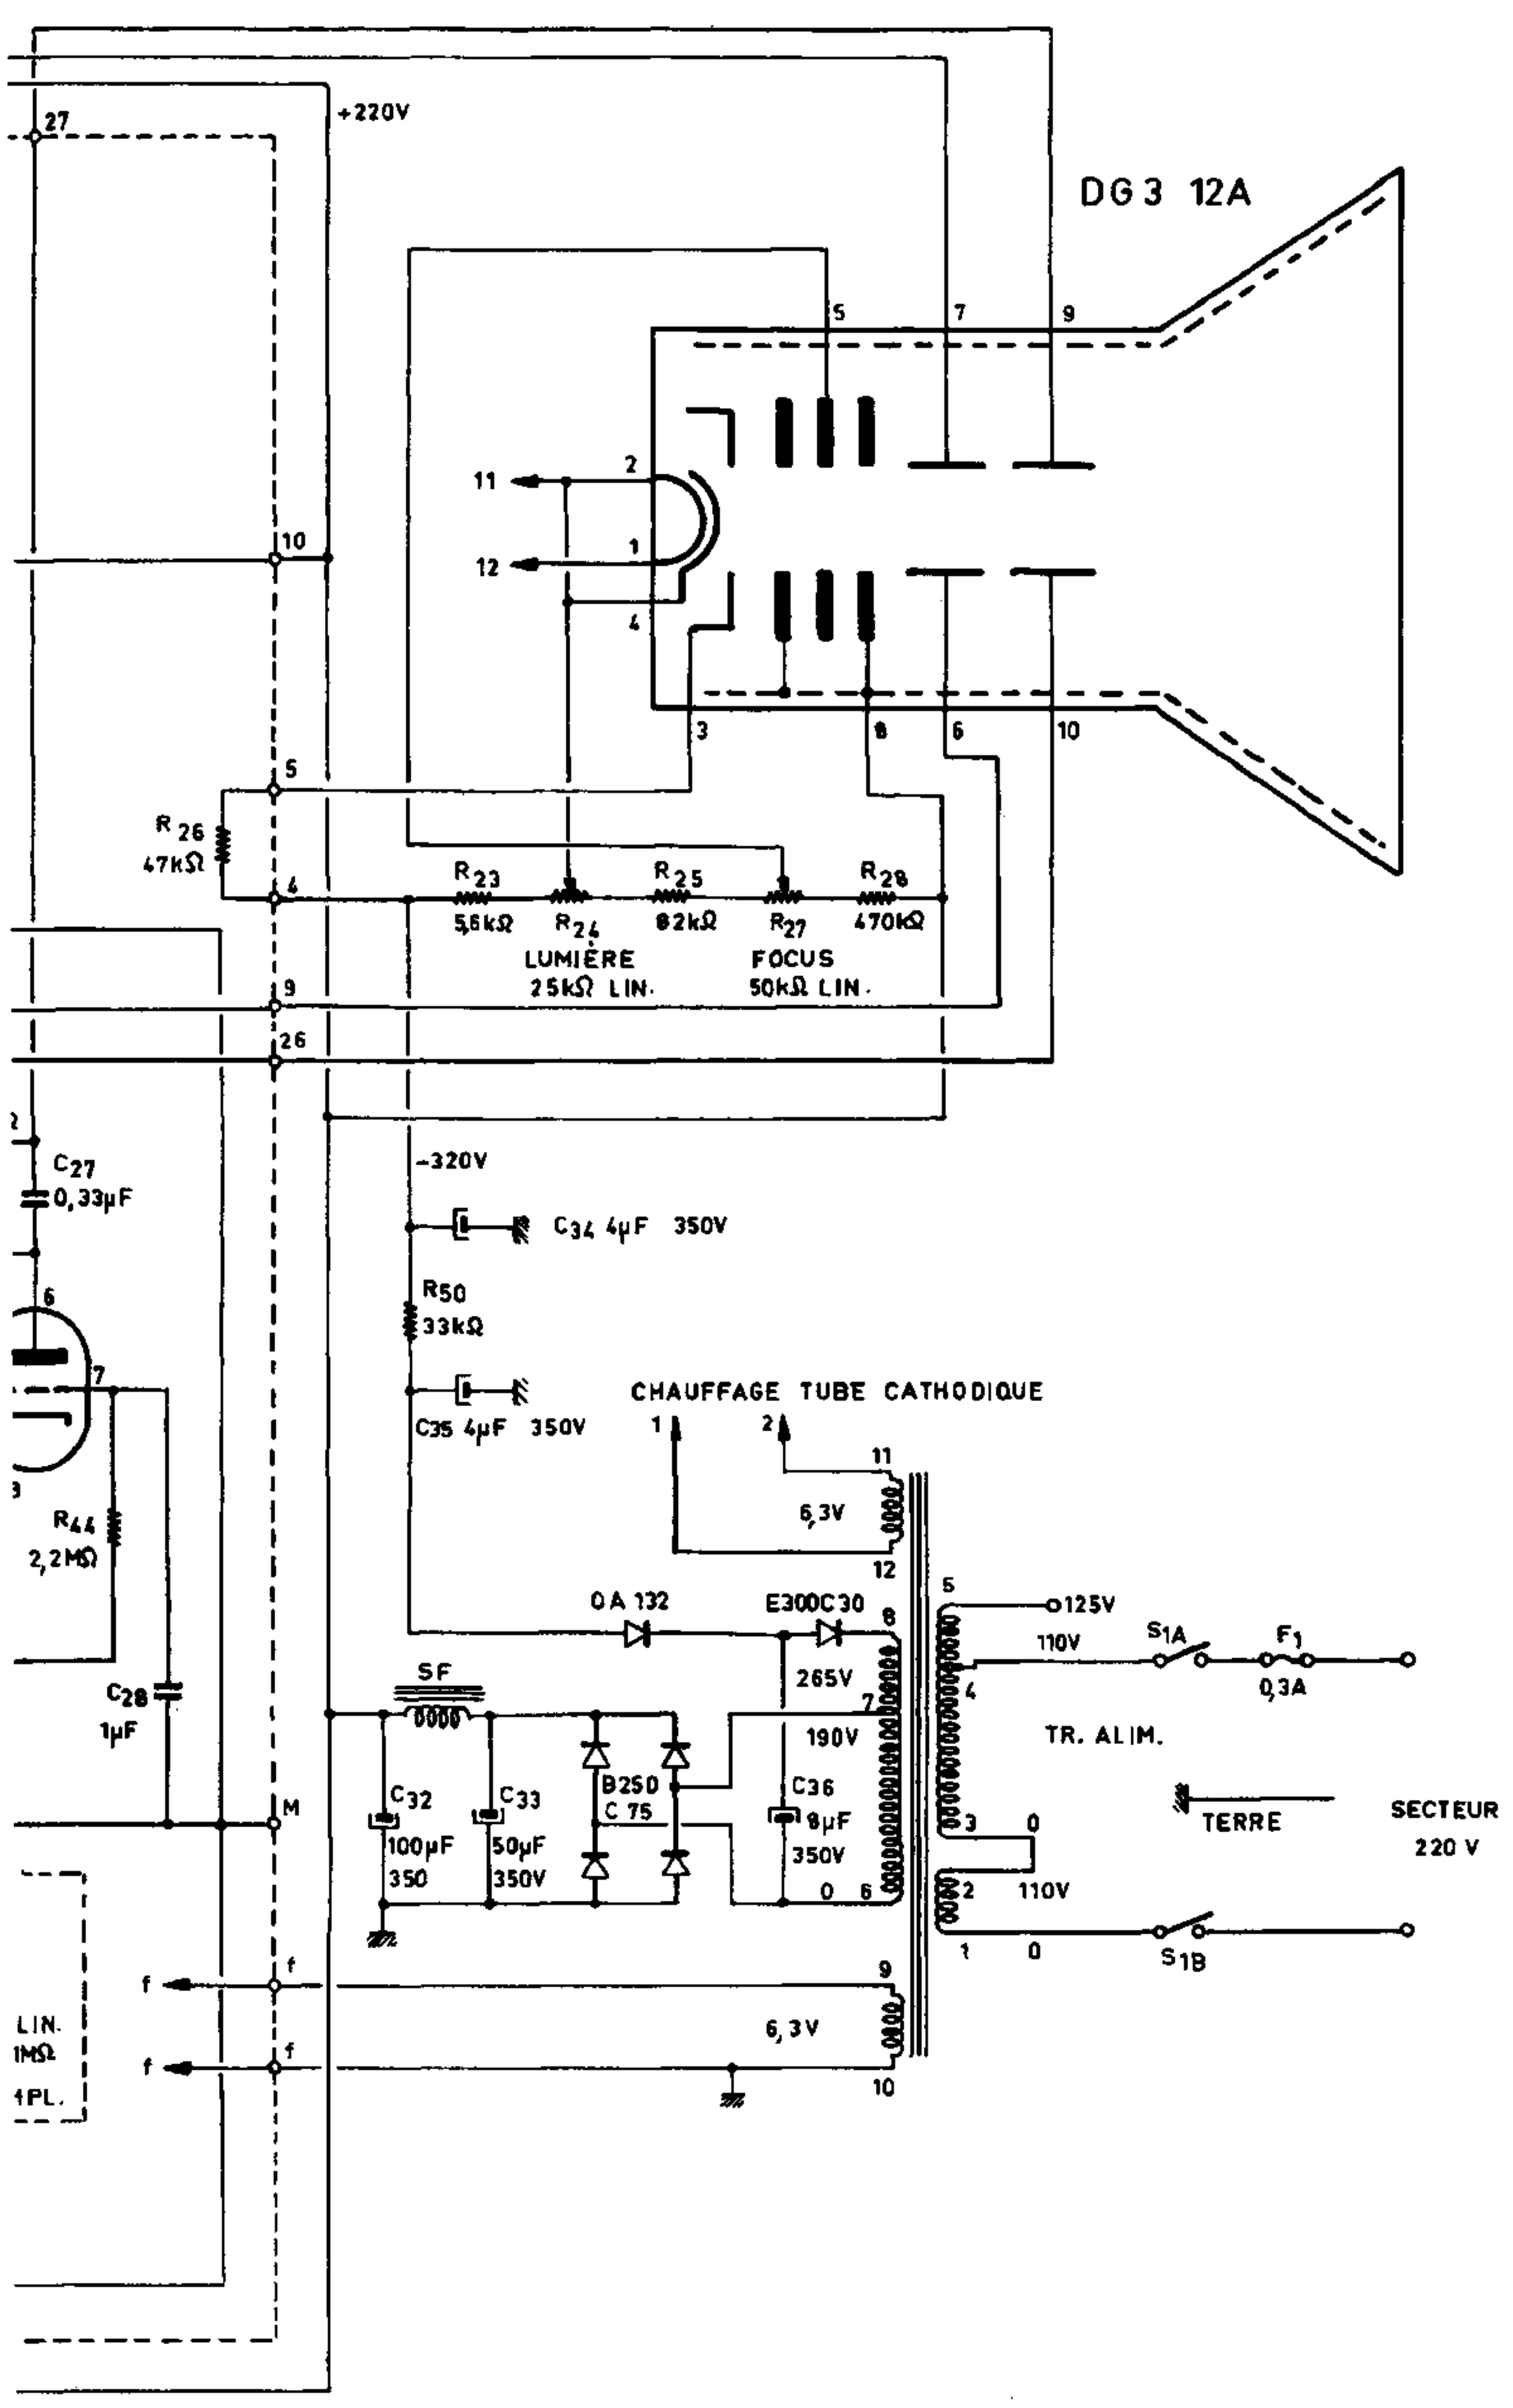 +220V
27
DG3 12A
5
7
9
2
11
10
1
12
4
3
8
6
10
5
R26
47kΩ
4
R23
R25
R28
5,6kΩ
R24
82kΩ
R27
470kΩ
LUMIÈRE
FOCUS
25kΩ LIN.
50kΩ LIN.
9
26
2
-320V
C27
0,33µF
C34 4µF 350V
R50
33kΩ
6
7
CHAUFFAGE TUBE CATHODIQUE
C35 4µF 350V
1
2
11
6,3V
12
3
R44
2,2MΩ
OA 132
E300C30
8
5
125V
110V
S1A
F1
0,3A
265V
4
SF
7
190V
TR. ALIM.
C28
1µF
B250
C 75
C36
8µF
350V
C32
100µF
350
C33
50µF
350V
M
3
0
TERRE
SECTEUR
220 V
0
6
2
110V
1
0
S1B
f
f
9
6,3V
LIN.
1MΩ
f
f
10
4PL.